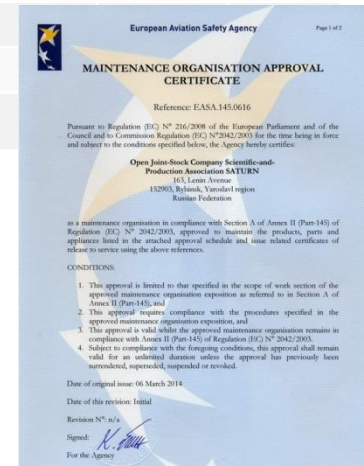 European Aviation Safety Agency
Page 1 of 2
MAINTENANCE ORGANISATION APPROVAL
CERTIFICATE
Reference: EASA.145.0616
Pursuant to Regulation (EC) N° 216/2008 of the European Parliament and of the
Council and to Commission Regulation (EC) N°2042/2003 for the time being in force
and subject to the conditions specified below, the Agency hereby certifies:
Open Joint-Stock Company Scientific-and-
Production Association SATURN
163, Lenin Avenue
152903, Rybinsk, Yaroslavl region
Russian Federation
as a maintenance organisation in compliance with Section A of Annex II (Part-145) of
Regulation (EC) N° 2042/2003, approved to maintain the products, parts and
appliances listed in the attached approval schedule and issue related certificates of
release to service using the above references.
CONDITIONS:
1. This approval is limited to that specified in the scope of work section of the
approved maintenance organisation exposition as referred to in Section A of
Annex II (Part-145), and
2. This approval requires compliance with the procedures specified in the
approved maintenance organisation exposition, and
3. This approval is valid whilst the approved maintenance organisation remains in
compliance with Annex II (Part-145) of Regulation (EC) N° 2042/2003.
4. Subject to compliance with the foregoing conditions, this approval shall remain
valid for an unlimited duration unless the approval has previously been
surrendered, superseded, suspended or revoked.
Date of original issue: 06 March 2014
Date of this revision: Initial
Revision N°: n/a
Signed:
For the Agency